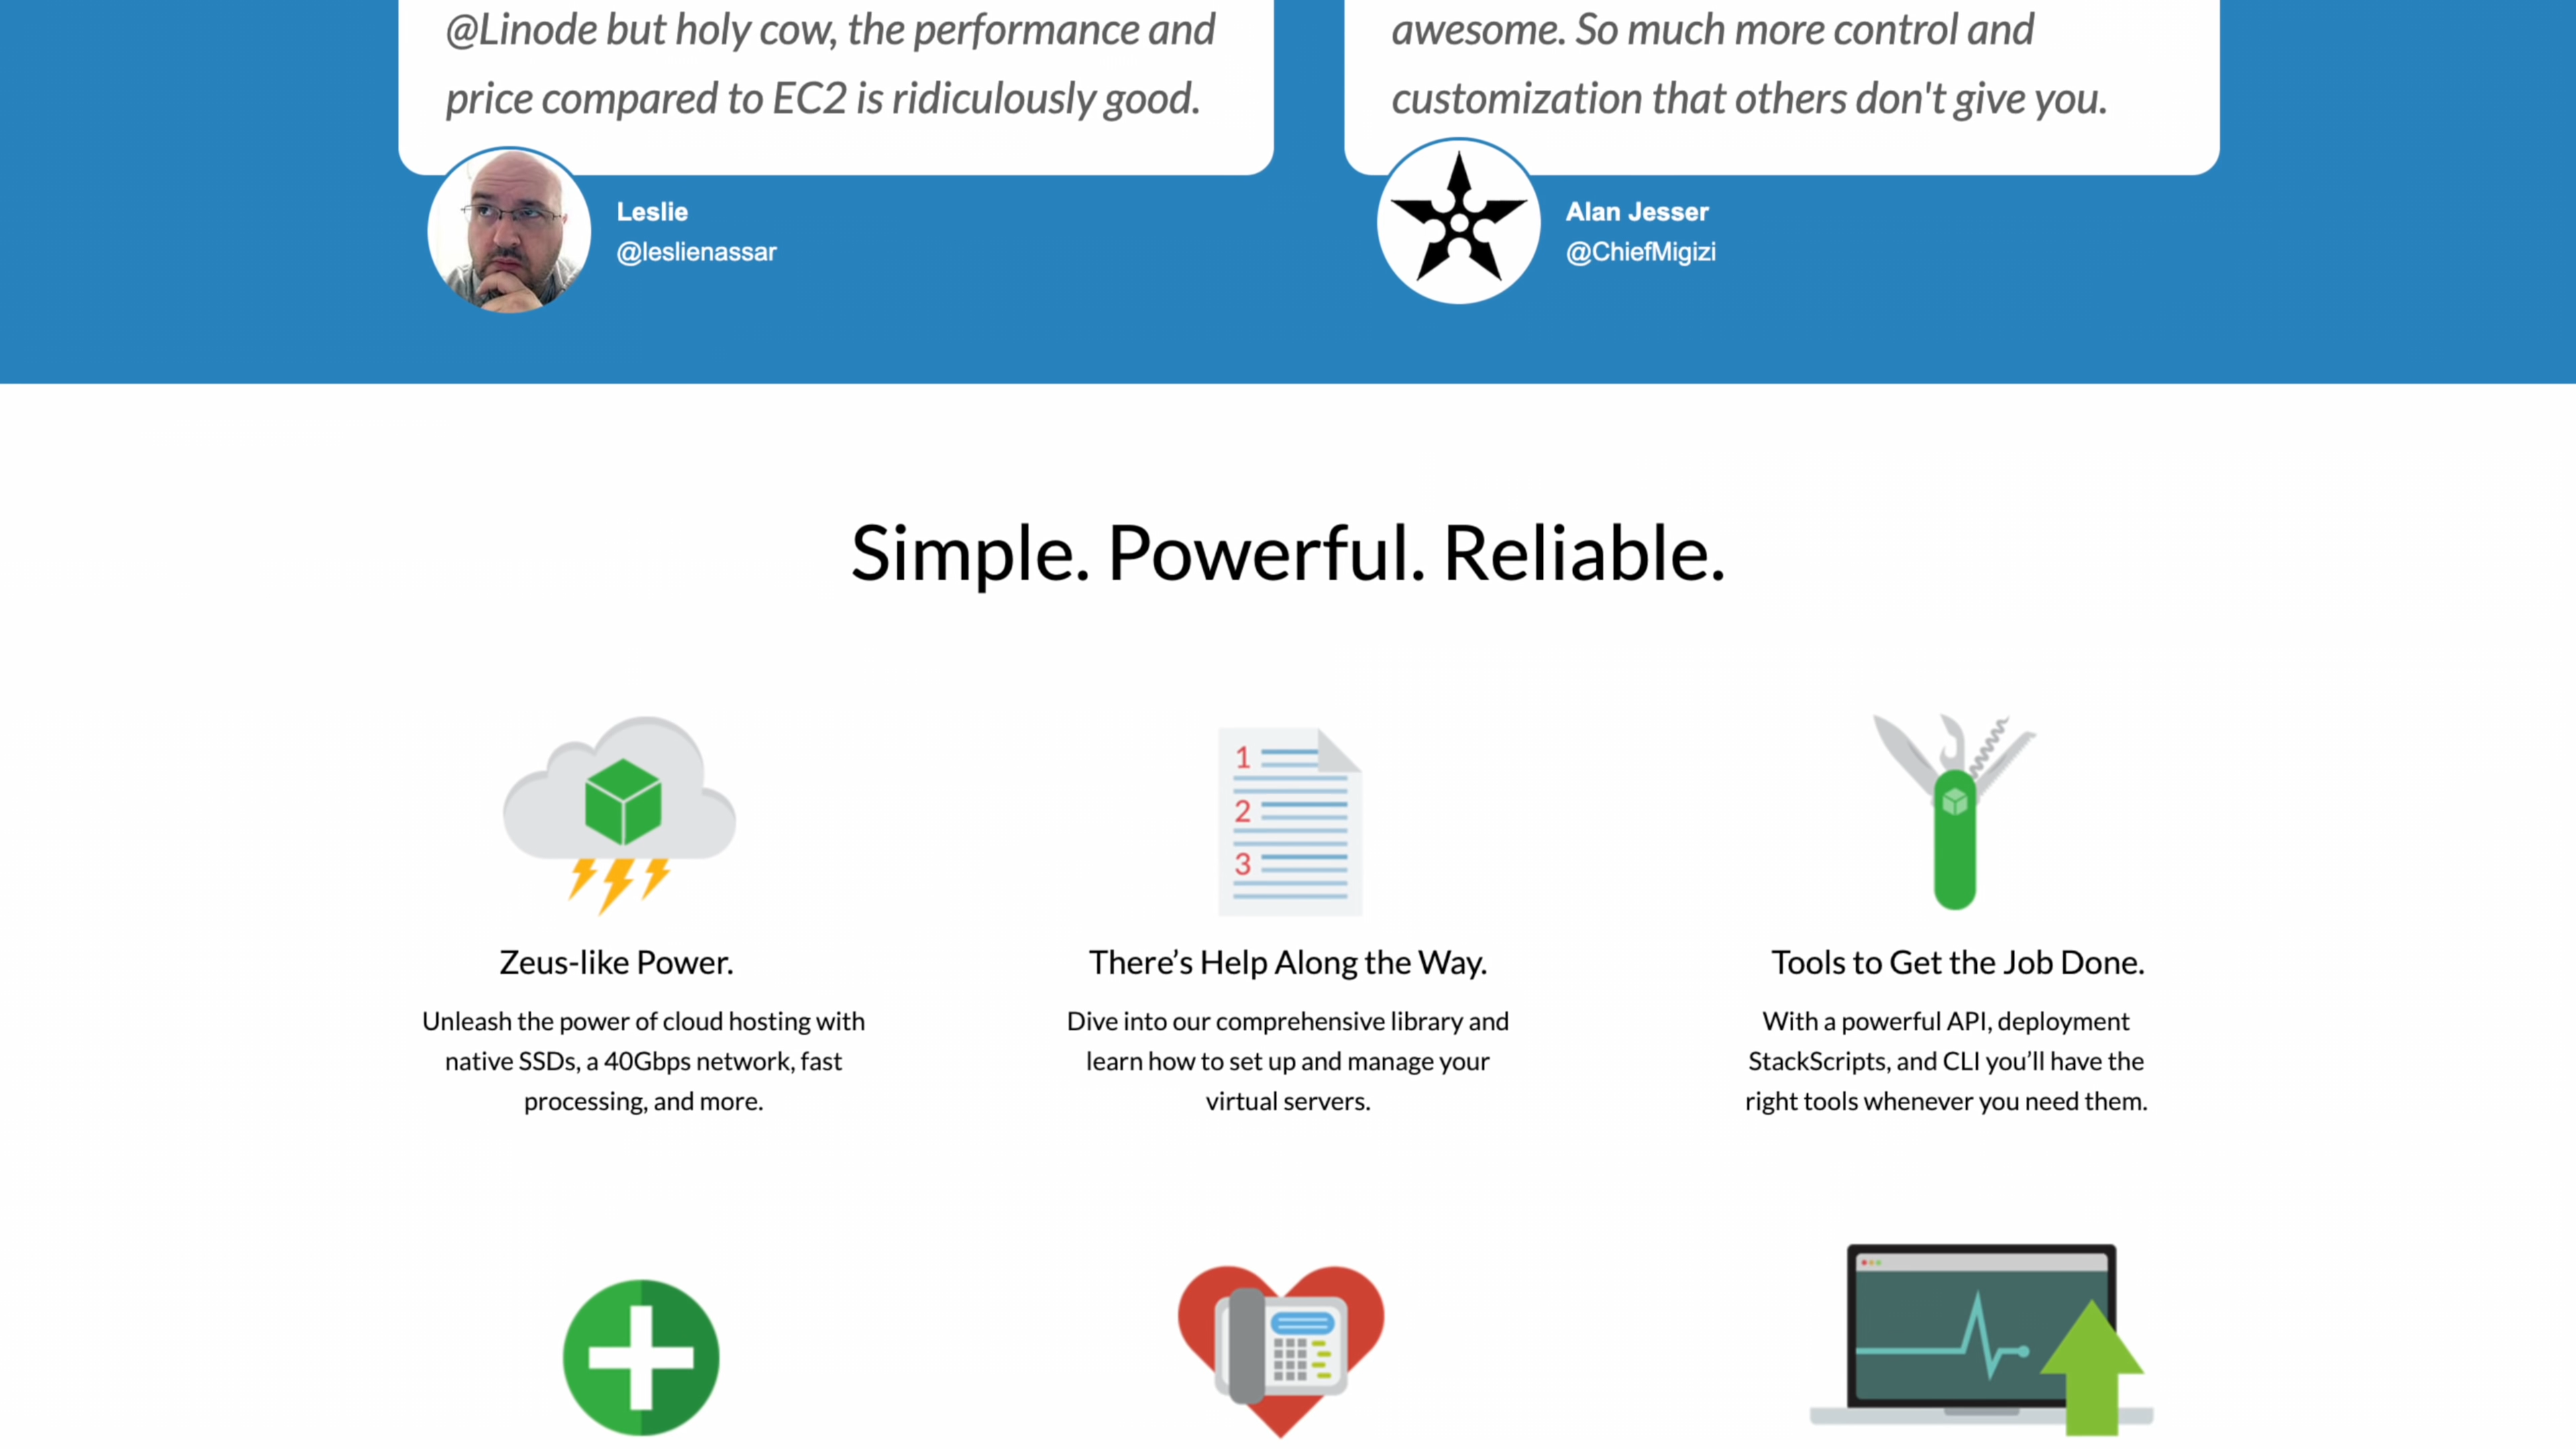 @Linode but holy cow, the performance and
price compared to EC2 is ridiculously good.
Leslie
@leslienassar
awesome. So much more control and
customization that others don't give you.
Alan Jesser
@ChiefMigizi
Simple. Powerful. Reliable.
1
2
3
Zeus-like Power.
Unleash the power of cloud hosting with
native SSDs, a 40Gbps network, fast
processing, and more.
There’s Help Along the Way.
Dive into our comprehensive library and
learn how to set up and manage your
virtual servers.
Tools to Get the Job Done.
With a powerful API, deployment
StackScripts, and CLI you’ll have the
right tools whenever you need them.